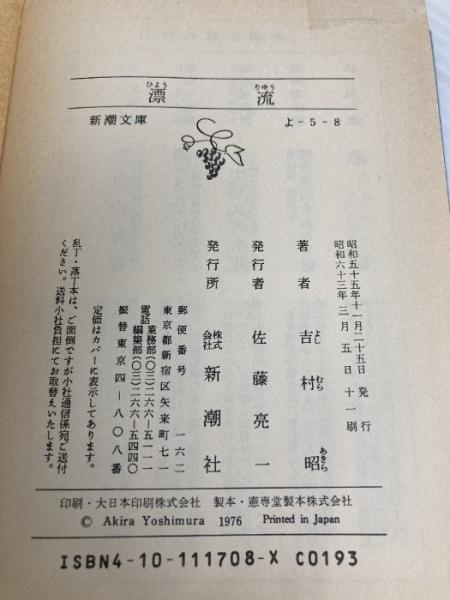 漂流
ひょう
りゅう
新潮文庫
よ-5-8
昭和五十五年十一月二十五日 発行
昭和六十三年三月五日 十一刷
著者 吉村昭
よし むら あきら
発行者 佐藤亮一
発行所 株式会社 新潮社
郵便番号 一六二
東京都新宿区矢来町七一
電話 業務部(〇三)二六六―五一一一
編集部(〇三)二六六―五四四〇
振替 東京四―八〇八番
定価はカバーに表示してあります。
乱丁・落丁本は、ご面倒ですが小社通信係宛ご送付
ください。送料小社負担にてお取替えいたします。
印刷・大日本印刷株式会社 製本・憲専堂製本株式会社
© Akira Yoshimura 1976 Printed in Japan
ISBN4-10-111708-X C0193